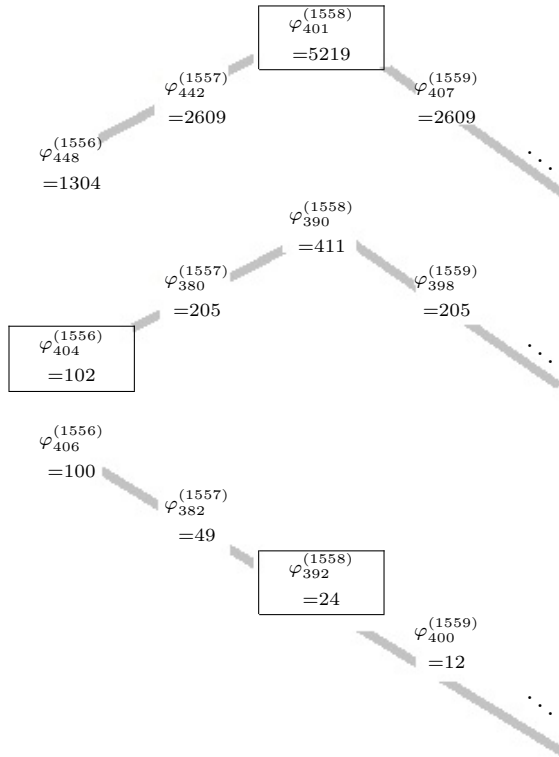 φ_{401}^{(1558)}
=5219
φ_{442}^{(1557)}
=2609
φ_{407}^{(1559)}
=2609
φ_{448}^{(1556)}
=1304
⋱
φ_{390}^{(1558)}
=411
φ_{380}^{(1557)}
=205
φ_{398}^{(1559)}
=205
φ_{404}^{(1556)}
=102
⋱
φ_{406}^{(1556)}
=100
φ_{382}^{(1557)}
=49
φ_{392}^{(1558)}
=24
φ_{400}^{(1559)}
=12
⋱